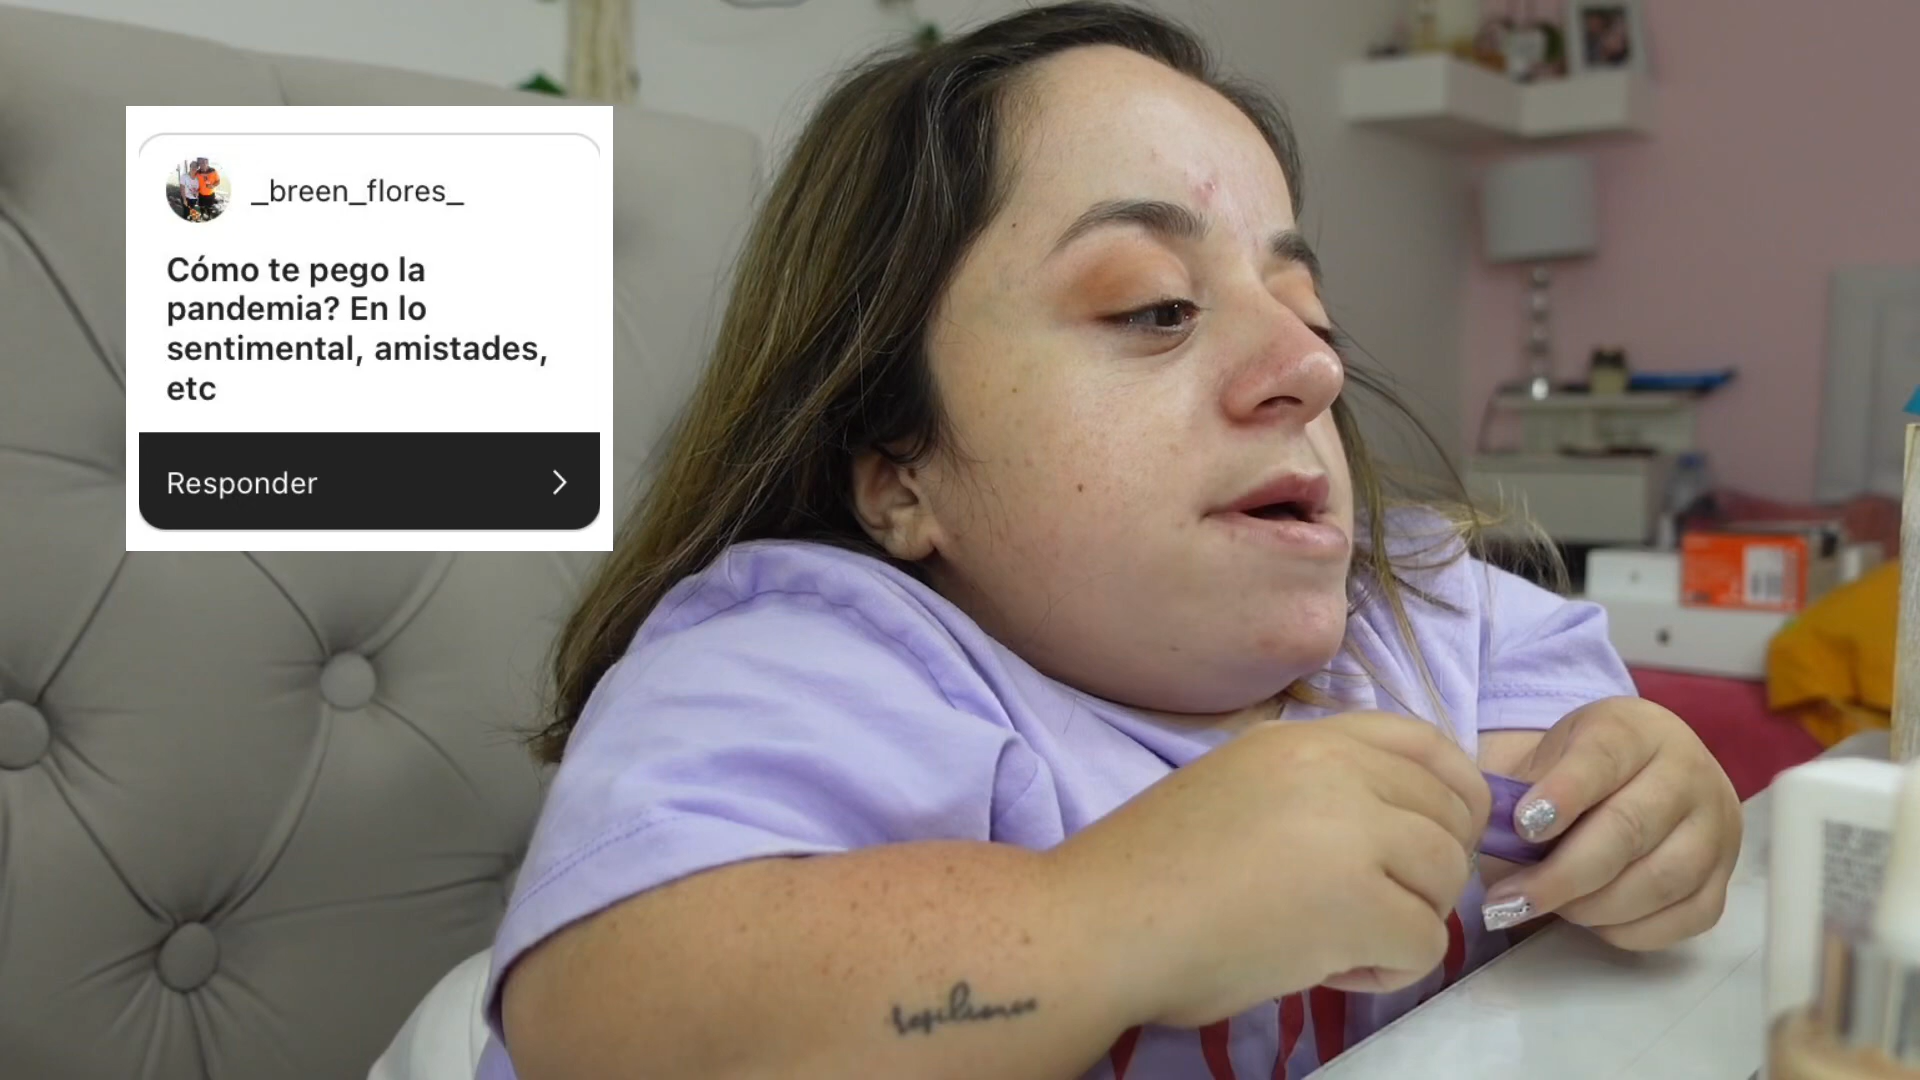 _breen_flores_
Cómo te pego la
pandemia? En lo
sentimental, amistades,
etc
Responder